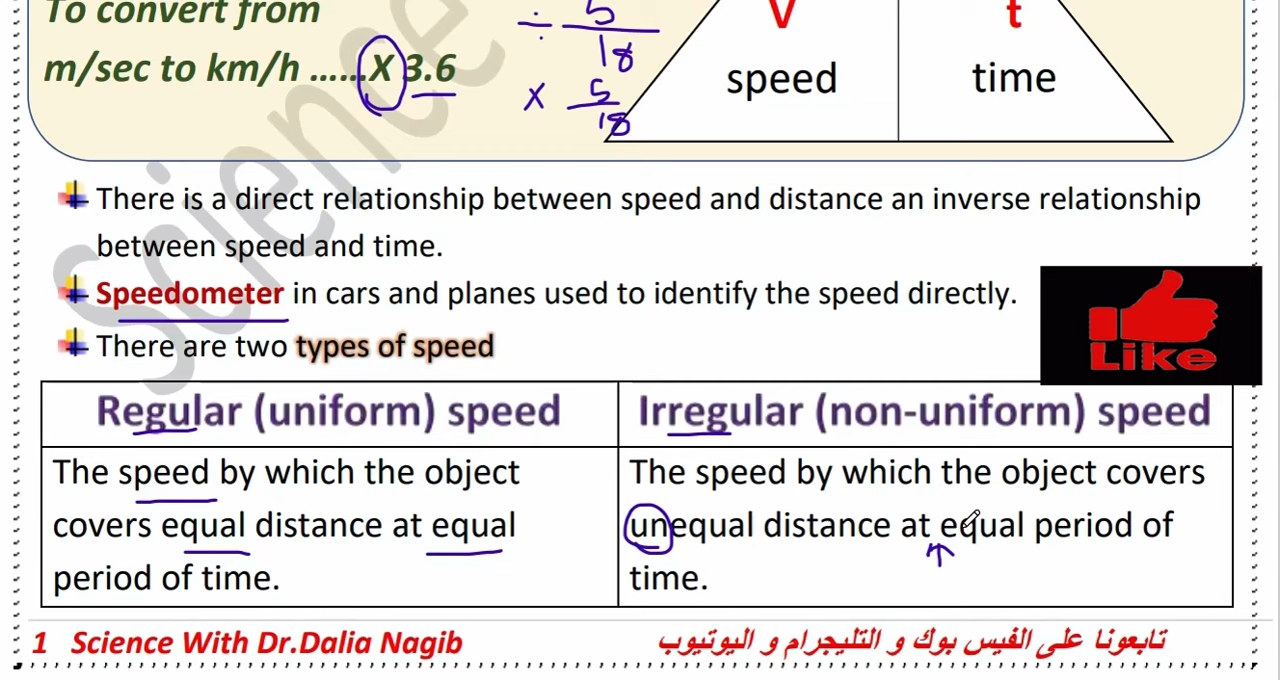 To convert from
m/sec to km/h ......X 3.6
÷ 5/18
x 5/18
V
speed
t
time
Science
There is a direct relationship between speed and distance an inverse relationship
between speed and time.
Speedometer in cars and planes used to identify the speed directly.
There are two types of speed
Like
Regular (uniform) speed
The speed by which the object
covers equal distance at equal
period of time.
Irregular (non-uniform) speed
The speed by which the object covers
unequal distance at equal period of
time.
1 Science With Dr.Dalia Nagib
تابعونا على الفيس بوك و التليجرام و اليوتيوب